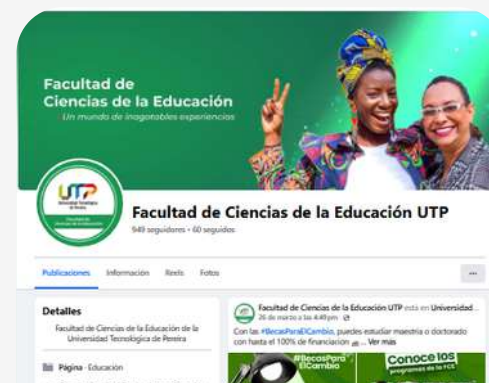 Facultad de
Ciencias de la Educación
Un mundo de inagotables experiencias
UTP
Universidad Tecnológica
de Pereira
Facultad de Ciencias de la Educación UTP
949 seguidores • 60 seguidos
Publicaciones Información Reels Fotos
Detalles
Facultad de Ciencias de la Educación de la
Universidad Tecnológica de Pereira
Página · Educación
Facultad de Ciencias de la Educación UTP está en Universidad...
26 de marzo a las 4:49 pm
Con las #BecasParaElCambio, puedes estudiar maestría o doctorado
con hasta el 100% de financiación ... Ver más
#BecasPara
ElCambio
Conoce los
programas de la FCE